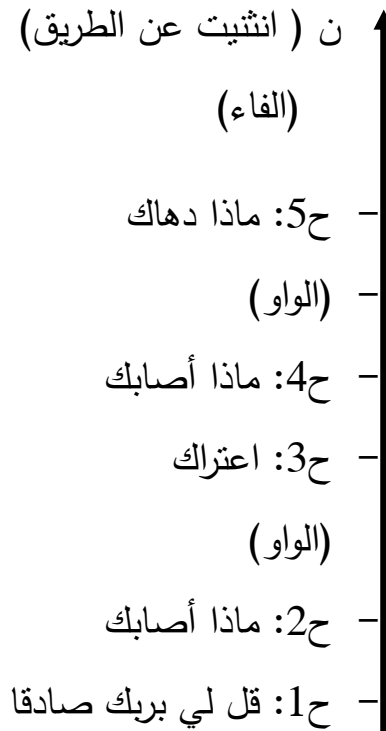 ن ( انثنيت عن الطريق)
(الفاء)
- ح5: ماذا دهاك
- (الواو)
- ح4: ماذا أصابك
- ح3: اعتراك
(الواو)
- ح2: ماذا أصابك
- ح1: قل لي بربك صادقا